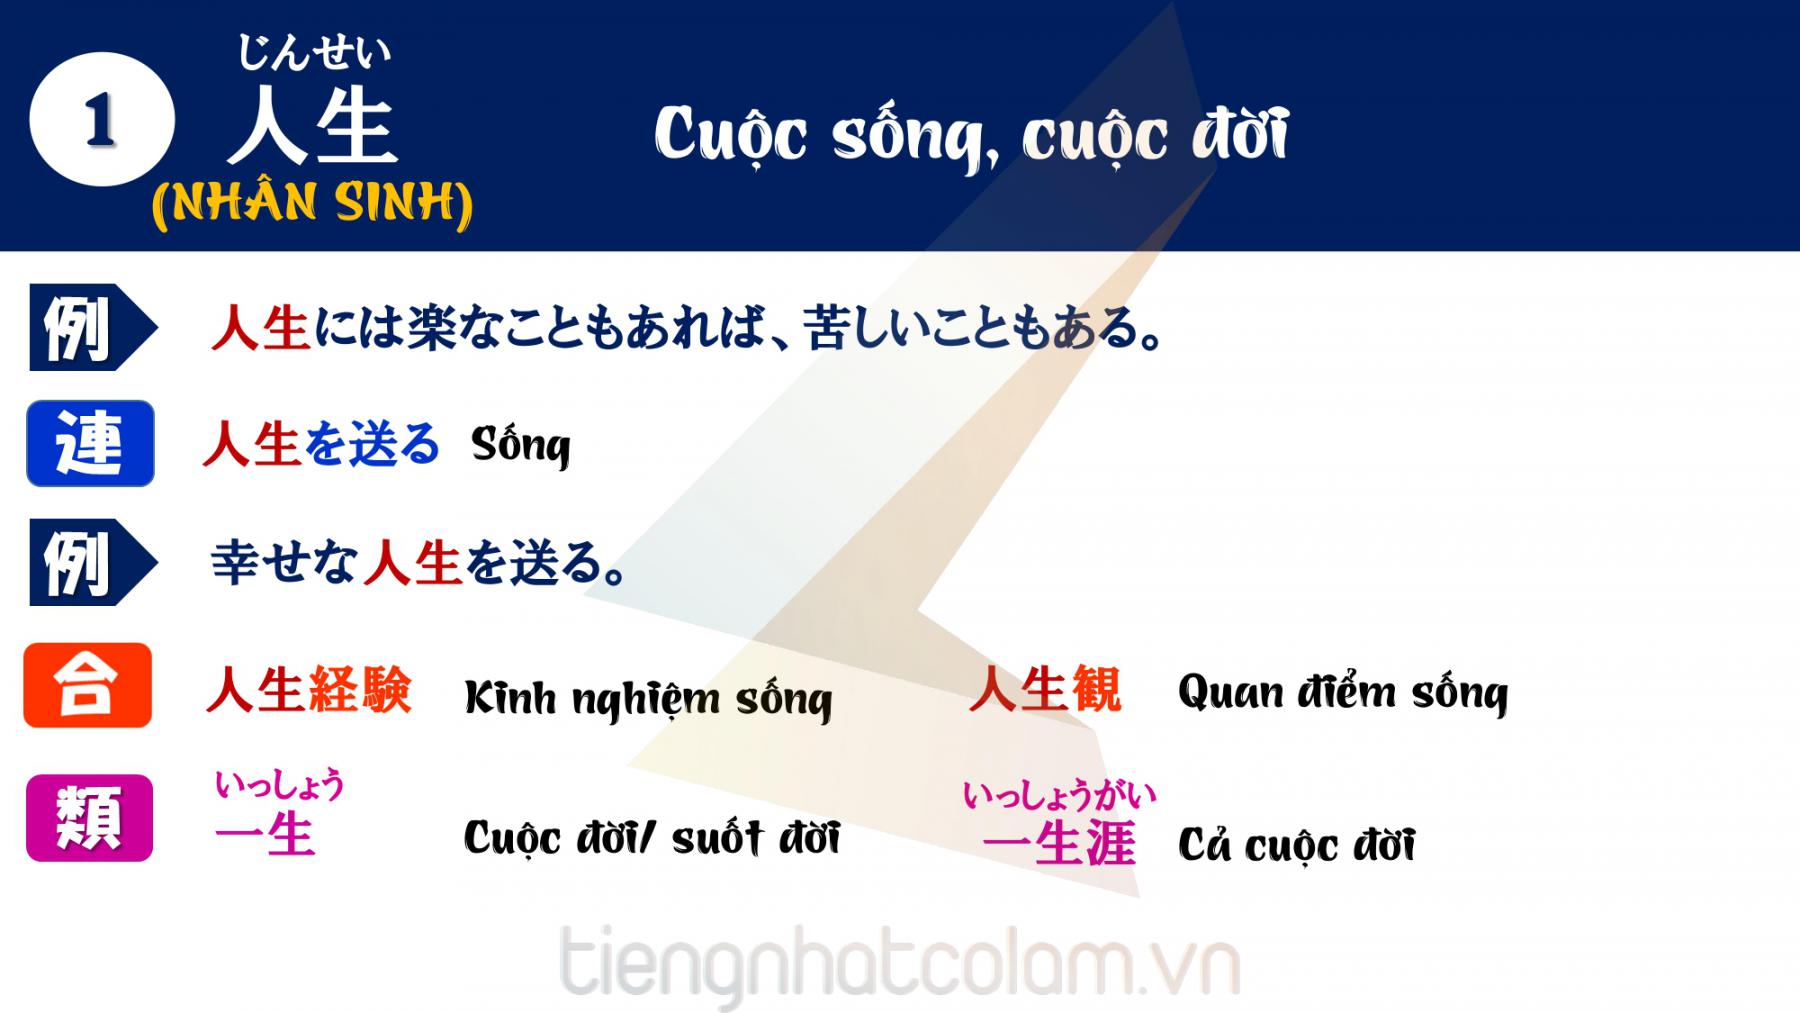 1
じんせい
人生
(NHÂN SINH)
Cuộc sống, cuộc đời
例 人生には楽なこともあれば、苦しいこともある。
連 人生を送る Sống
例 幸せな人生を送る。
合 人生経験 Kinh nghiệm sống 人生観 Quan điểm sống
いっしょう いっしょうがい
類 一生 Cuộc đời/ suốt đời 一生涯 Cả cuộc đời
tiengnhatcolam.vn